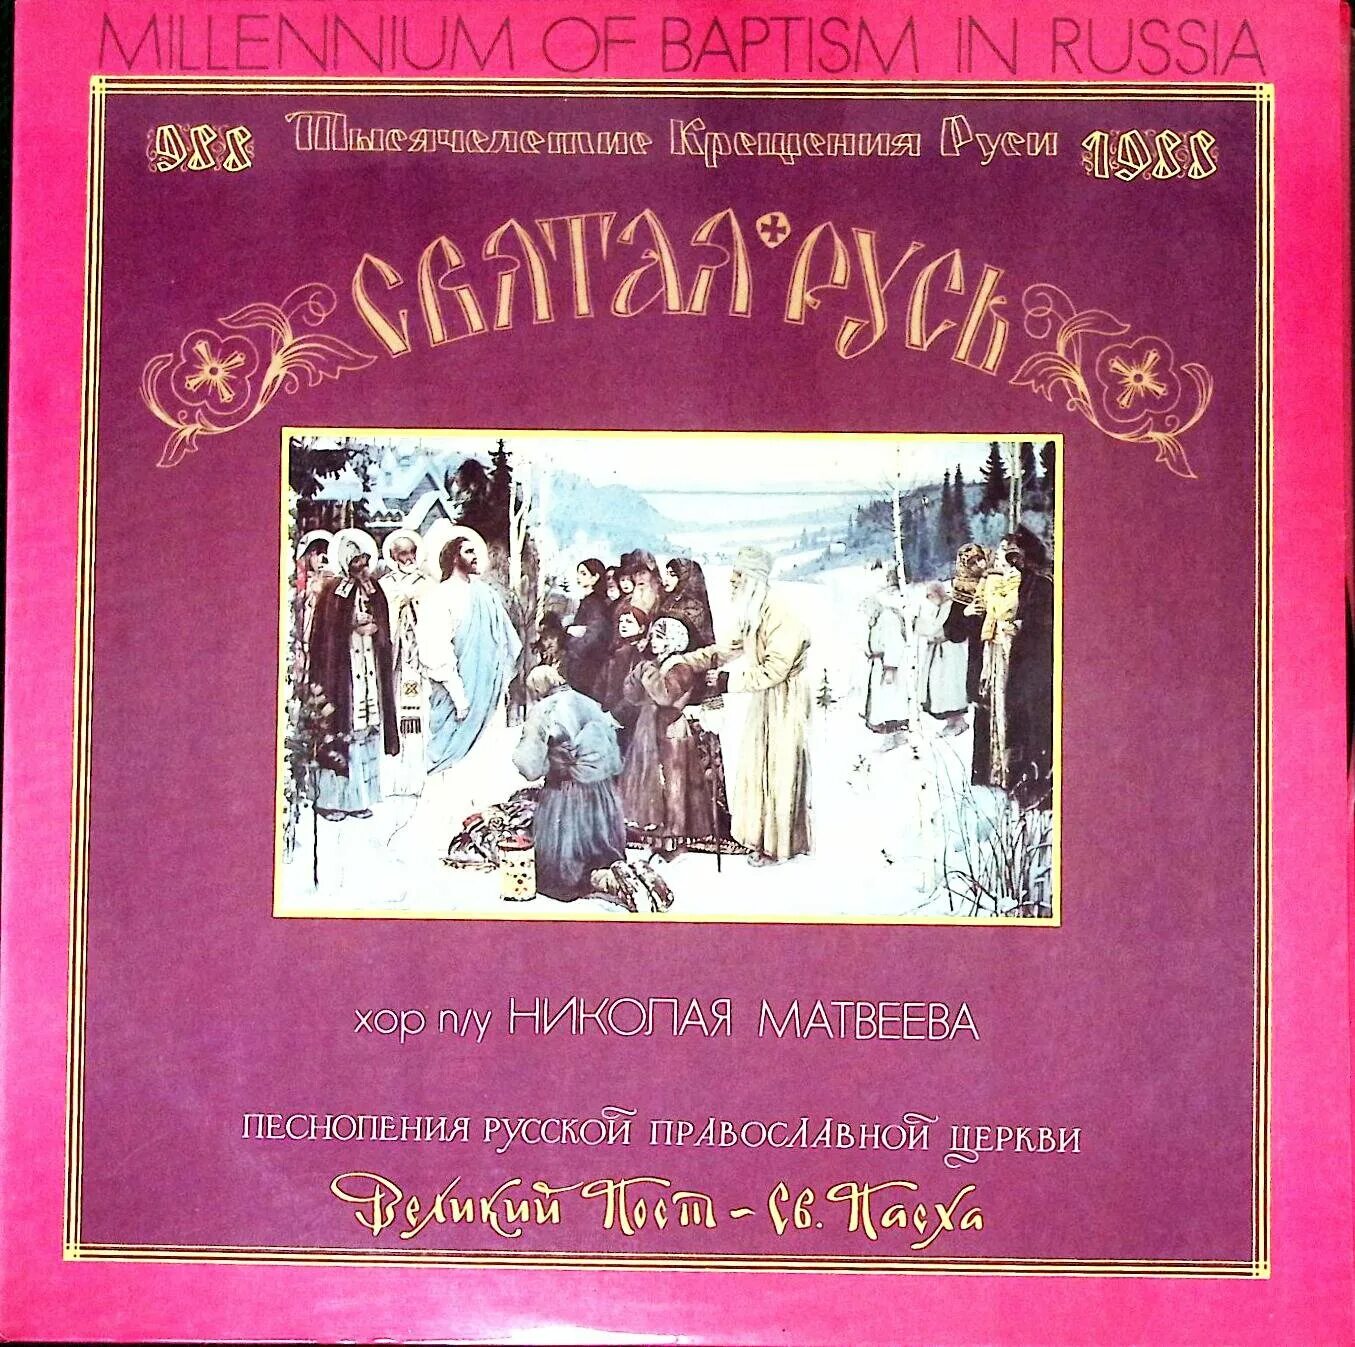 MILLENNIUM OF BAPTISM IN RUSSIA
988 Тысячелетие Крещения Руси 1988
СВЯТАЯ РУСЬ
хор п/у НИКОЛАЯ МАТВЕЕВА
ПЕСНОПЕНИЯ РУССКОЙ ПРАВОСЛАВНОЙ ЦЕРКВИ
Великий Пост – Св. Пасха